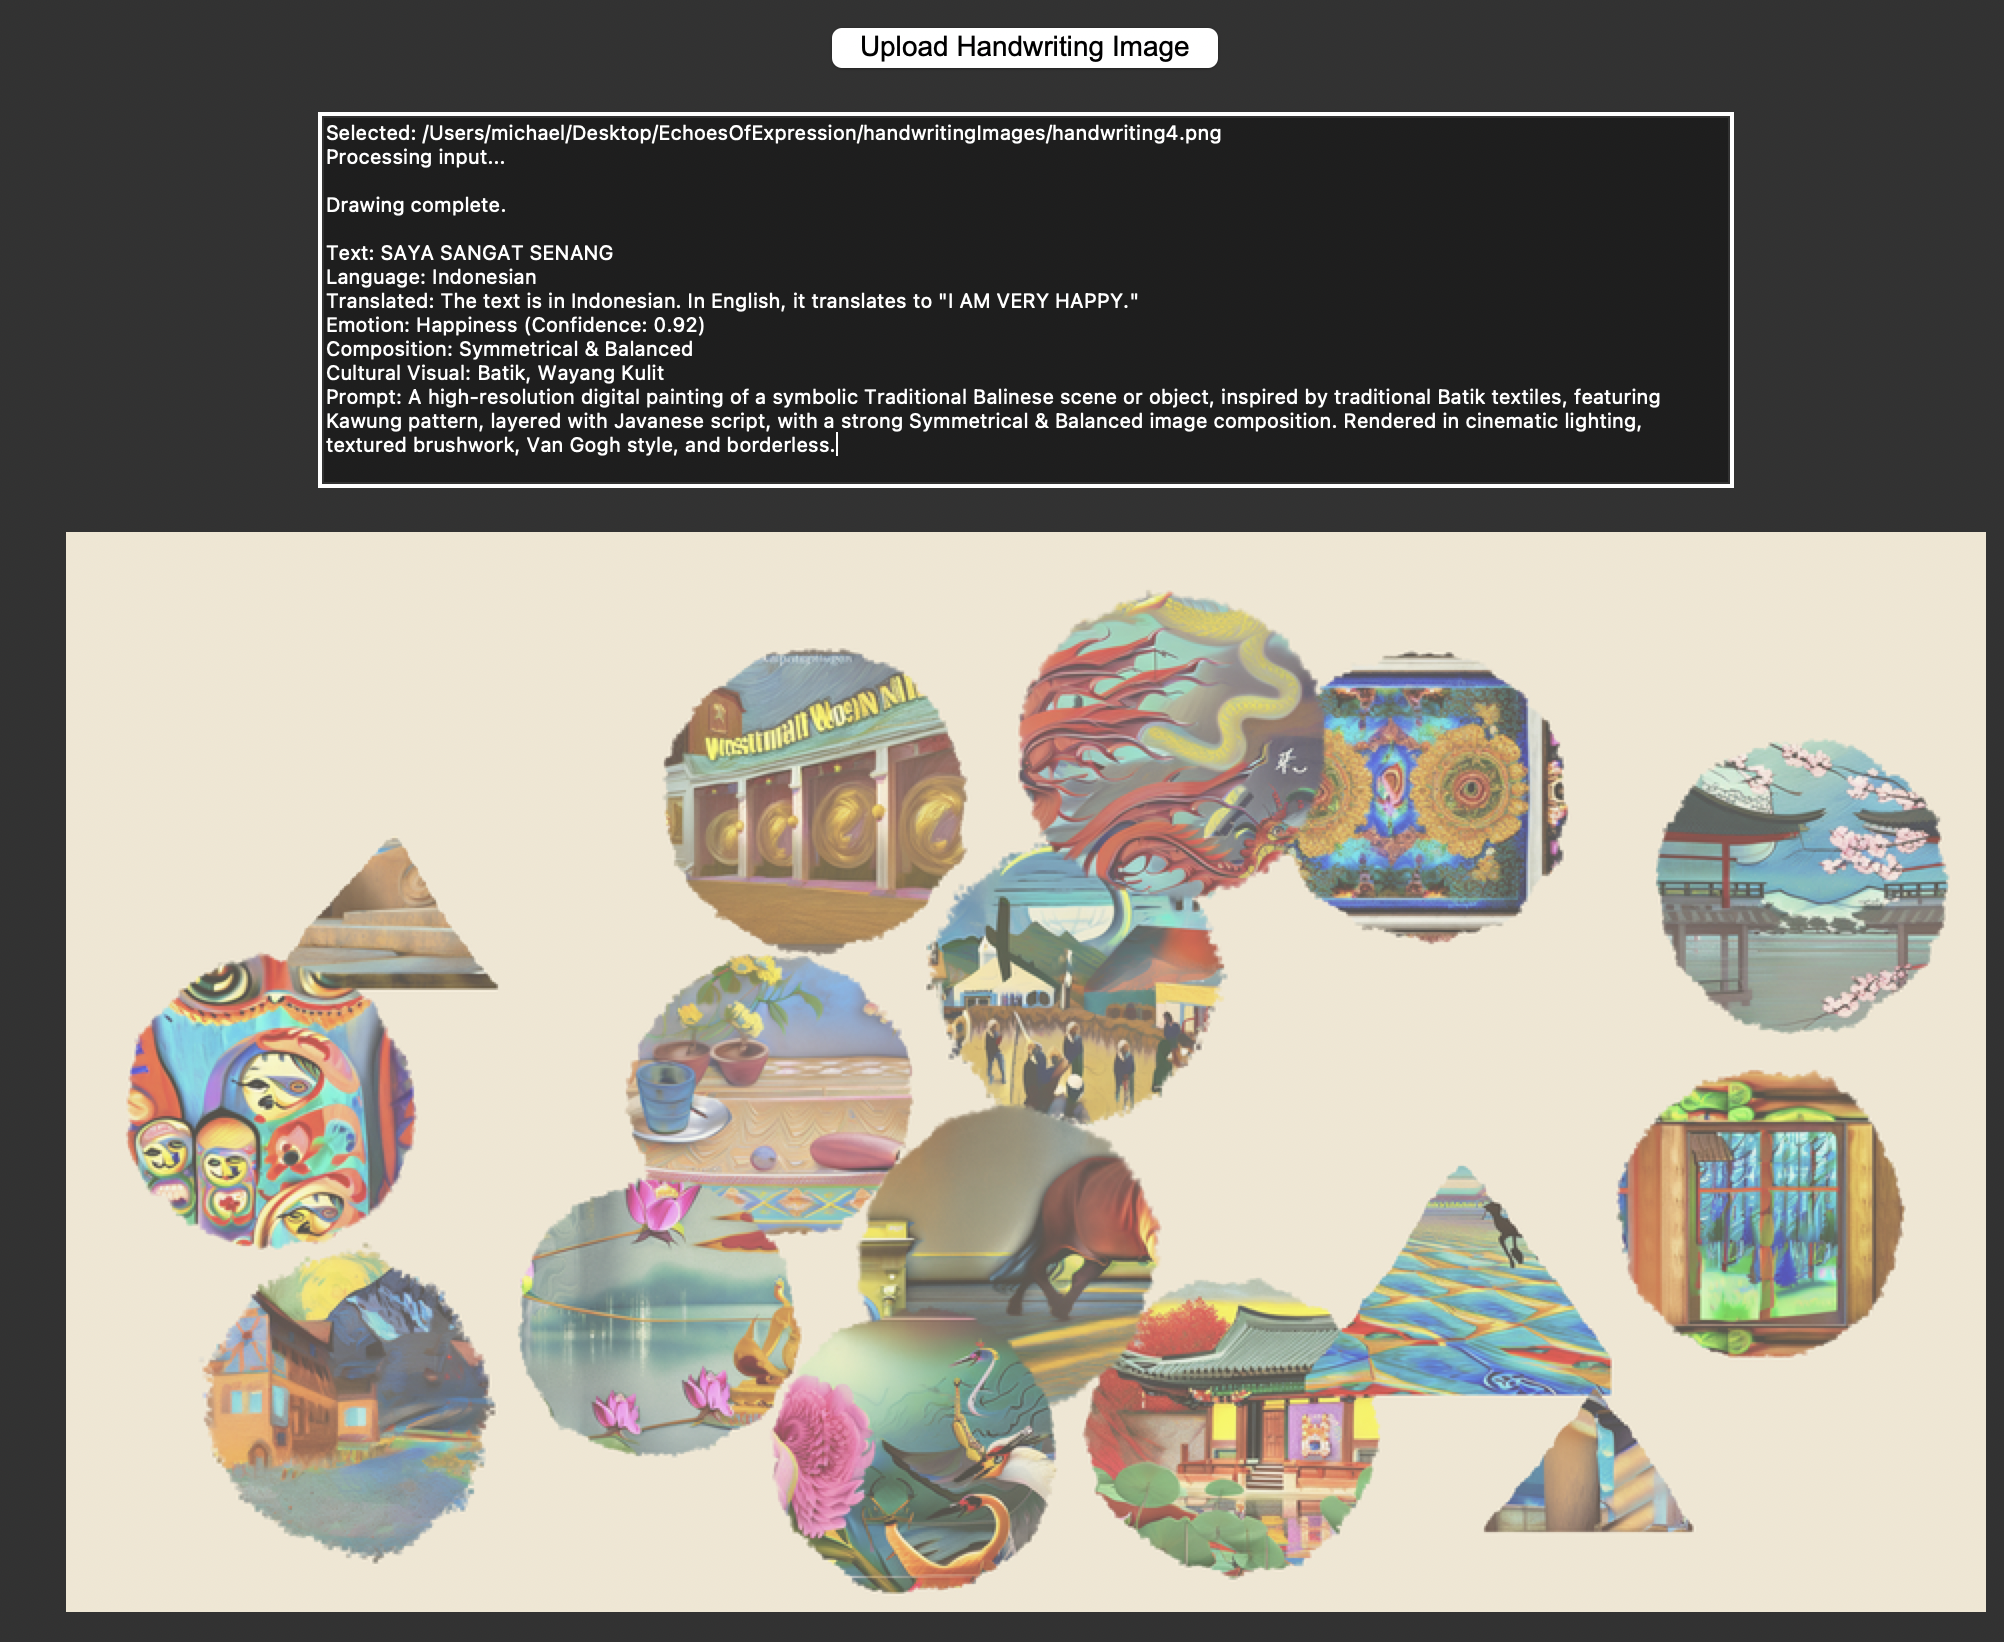 Upload Handwriting Image
Selected: /Users/michael/Desktop/EchoesOfExpression/handwritingImages/handwriting4.png
Processing input...
Drawing complete.
Text: SAYA SANGAT SENANG
Language: Indonesian
Translated: The text is in Indonesian. In English, it translates to "I AM VERY HAPPY."
Emotion: Happiness (Confidence: 0.92)
Composition: Symmetrical & Balanced
Cultural Visual: Batik, Wayang Kulit
Prompt: A high-resolution digital painting of a symbolic Traditional Balinese scene or object, inspired by traditional Batik textiles, featuring
Kawung pattern, layered with Javanese script, with a strong Symmetrical & Balanced image composition. Rendered in cinematic lighting,
textured brushwork, Van Gogh style, and borderless.